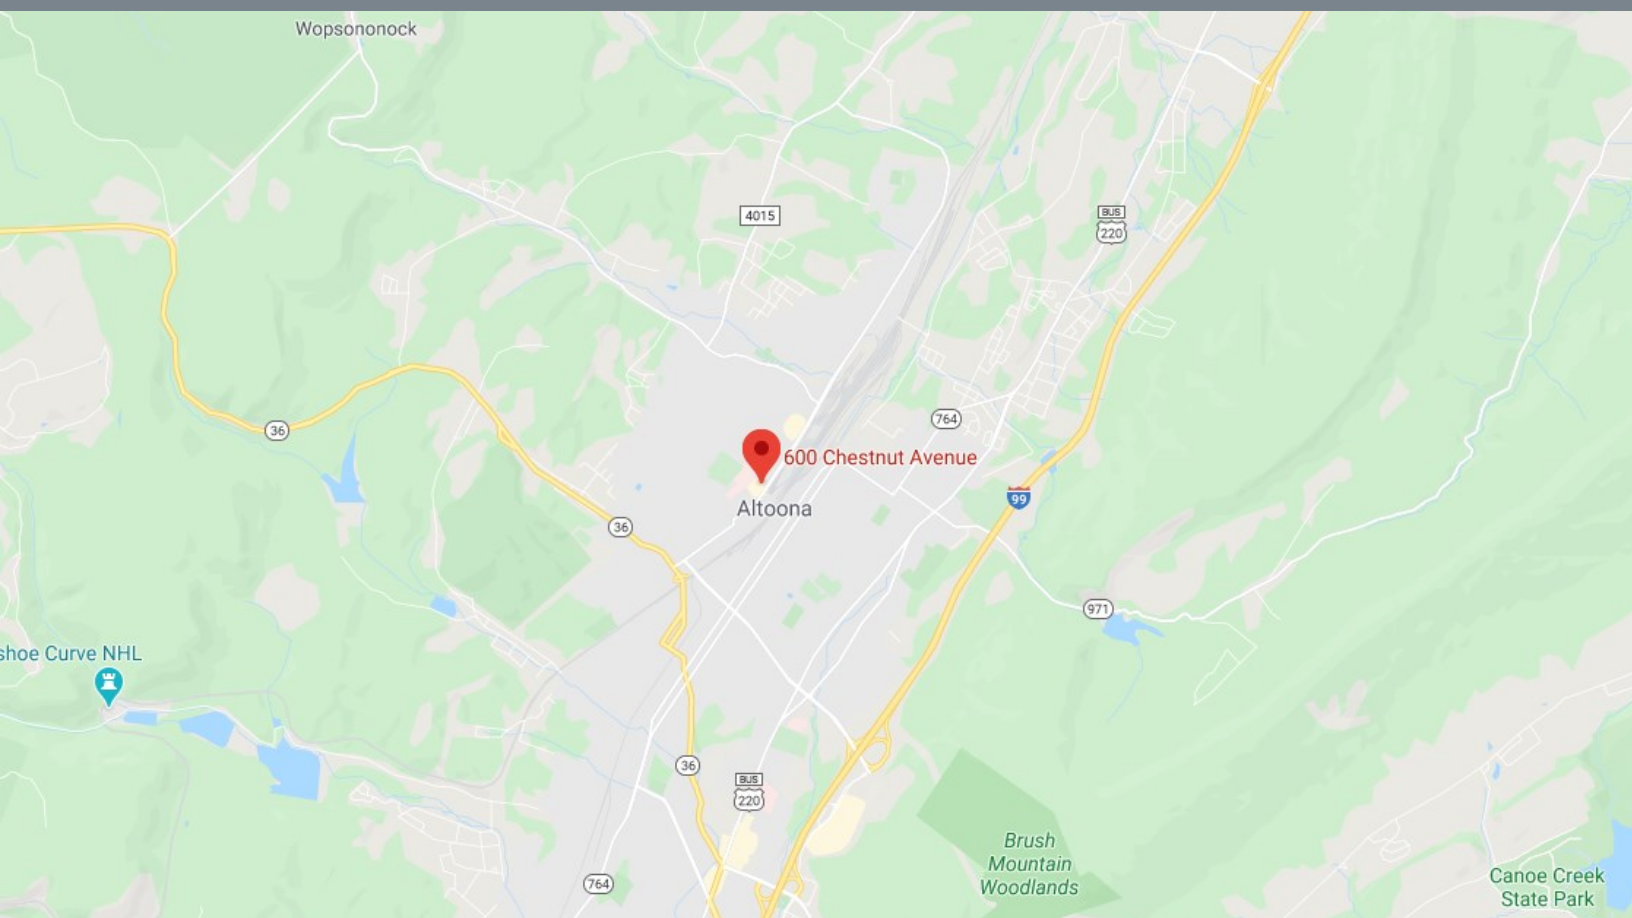 Wopsononock
4015
BUS
220
36
764
600 Chestnut Avenue
99
Altoona
36
971
shoe Curve NHL
36
BUS
220
Brush
Mountain
Woodlands
764
Canoe Creek
State Park